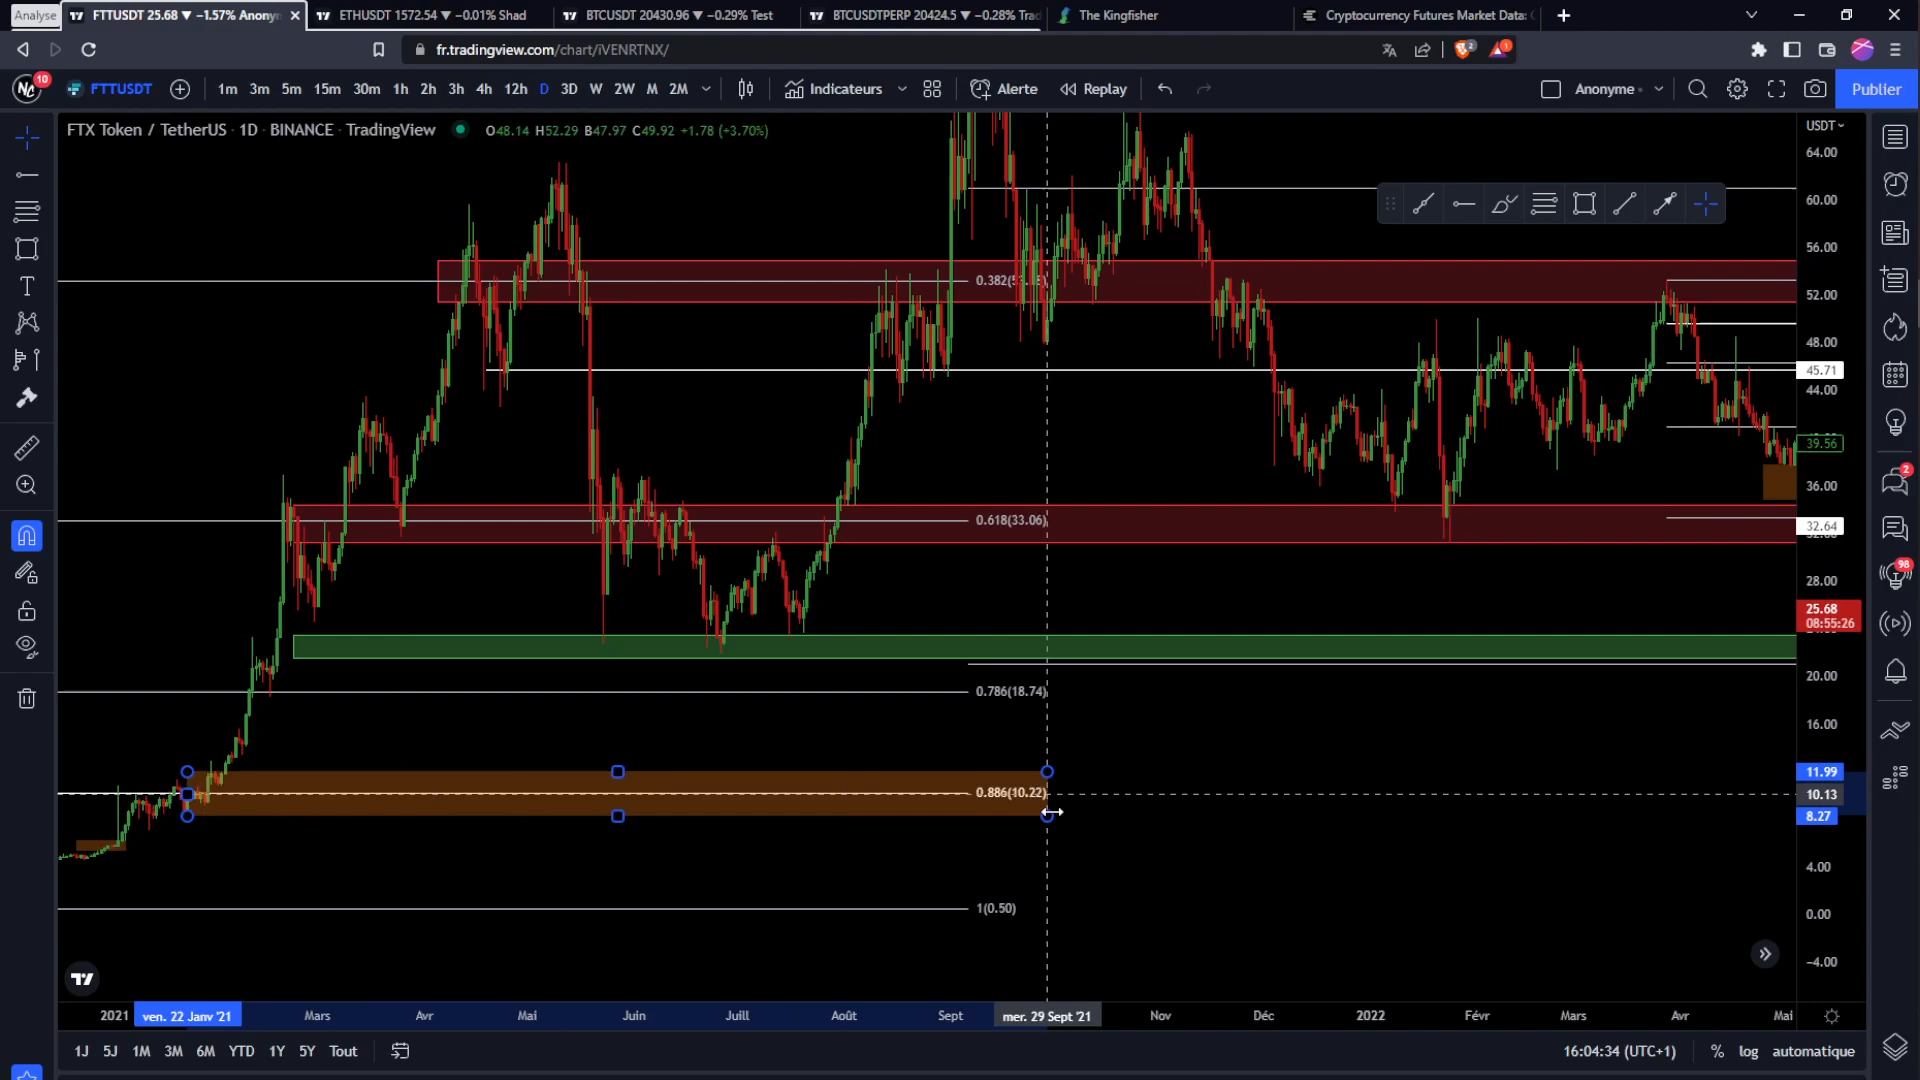 Analyse
FTTUSDT 25.68 ▼ −1.57% Anony
ETHUSDT 1572.54 ▼ −0.01% Shad
BTCUSDT 20430.96 ▼ −0.29% Test
BTCUSDTPERP 20424.5 ▼ −0.28% Trad
The Kingfisher
Cryptocurrency Futures Market Data:
fr.tradingview.com/chart/iVENRTNX/
2
1
10
FTTUSDT
1m 3m 5m 15m 30m 1h 2h 3h 4h 12h D 3D W 2W M 2M
Indicateurs
Alerte
Replay
Anonyme
Publier
FTX Token / TetherUS · 1D · BINANCE · TradingView
O48.14 H52.29 B47.97 C49.92 +1.78 (+3.70%)
USDT
64.00
60.00
56.00
52.00
48.00
45.71
44.00
39.56
36.00
32.64
28.00
25.68
08:55:26
20.00
16.00
11.99
10.13
8.27
4.00
0.00
−4.00
0.618(33.06)
0.786(18.74)
0.886(10.22)
1(0.50)
2
98
2021
ven. 22 Janv '21
Mars
Avr
Mai
Juin
Juill
Août
Sept
mer. 29 Sept '21
Nov
Déc
2022
Févr
Mars
Avr
Mai
1J 5J 1M 3M 6M YTD 1Y 5Y Tout
16:04:34 (UTC+1)
% log automatique